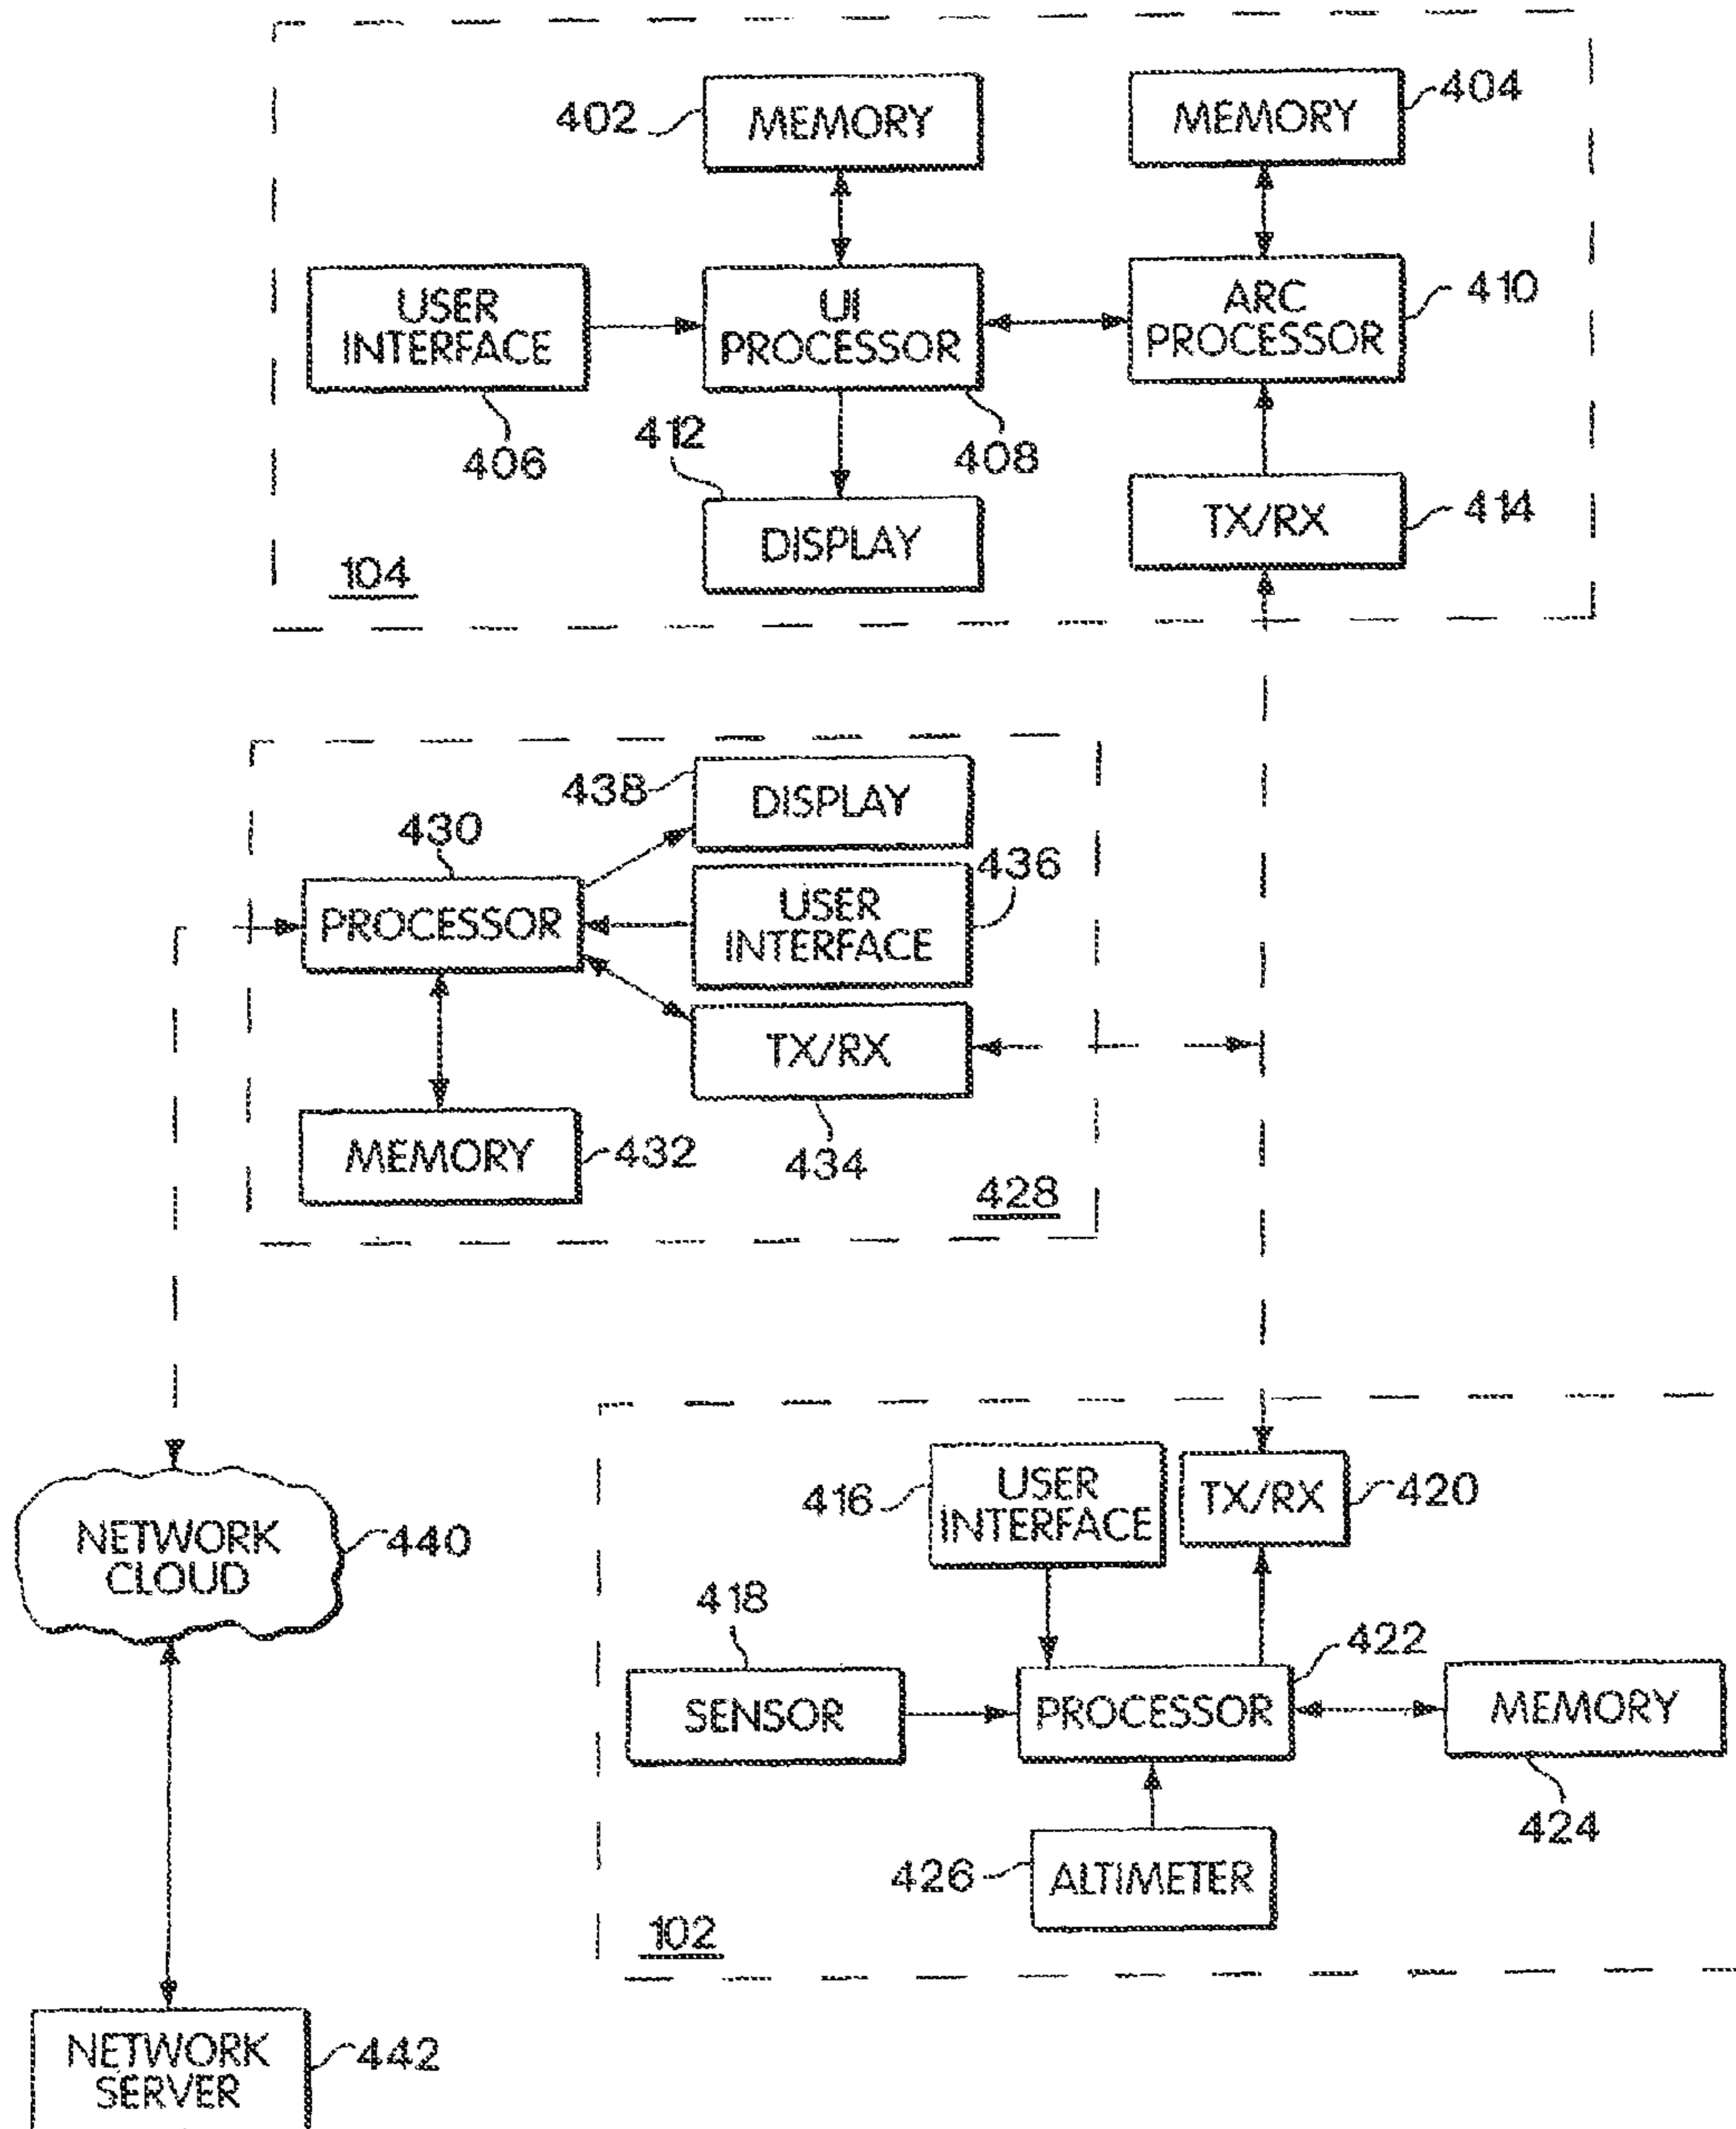 402
MEMORY
MEMORY
404
USER
INTERFACE
UI
PROCESSOR
ARC
PROCESSOR
410
406
412
408
DISPLAY
TX/RX
414
104
438
DISPLAY
430
436
PROCESSOR
USER
INTERFACE
TX/RX
MEMORY
432
434
428
416
USER
INTERFACE
TX/RX
420
NETWORK
CLOUD
440
418
422
SENSOR
PROCESSOR
MEMORY
424
426
ALTIMETER
102
NETWORK
SERVER
442